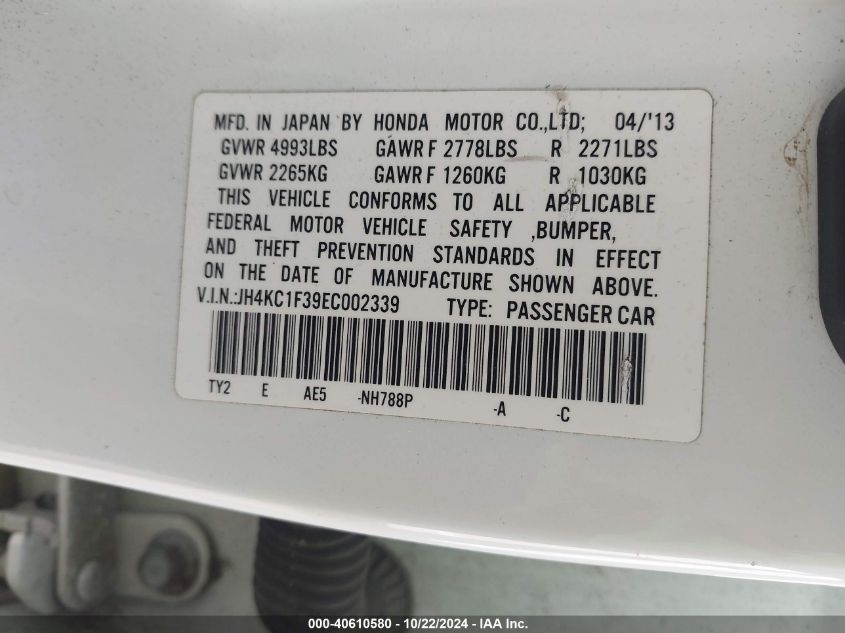 MFD. IN JAPAN BY HONDA MOTOR CO.,LTD; 04/'13
GVWR 4993LBS GAWR F 2778LBS R 2271LBS
GVWR 2265KG GAWR F 1260KG R 1030KG
THIS VEHICLE CONFORMS TO ALL APPLICABLE
FEDERAL MOTOR VEHICLE SAFETY ,BUMPER,
AND THEFT PREVENTION STANDARDS IN EFFECT
ON THE DATE OF MANUFACTURE SHOWN ABOVE.
V.I.N.:JH4KC1F39EC002339 TYPE: PASSENGER CAR
TY2 E AE5 -NH788P -A -C
000-40610580 - 10/22/2024 - IAA Inc.